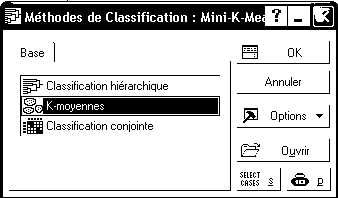 Méthodes de Classification : Mini-K-Mea
? _
Base
OK
Classification hiérarchique
Annuler
K-moyennes
Classification conjointe
Options
Ouvrir
SELECT
CASES
S
D